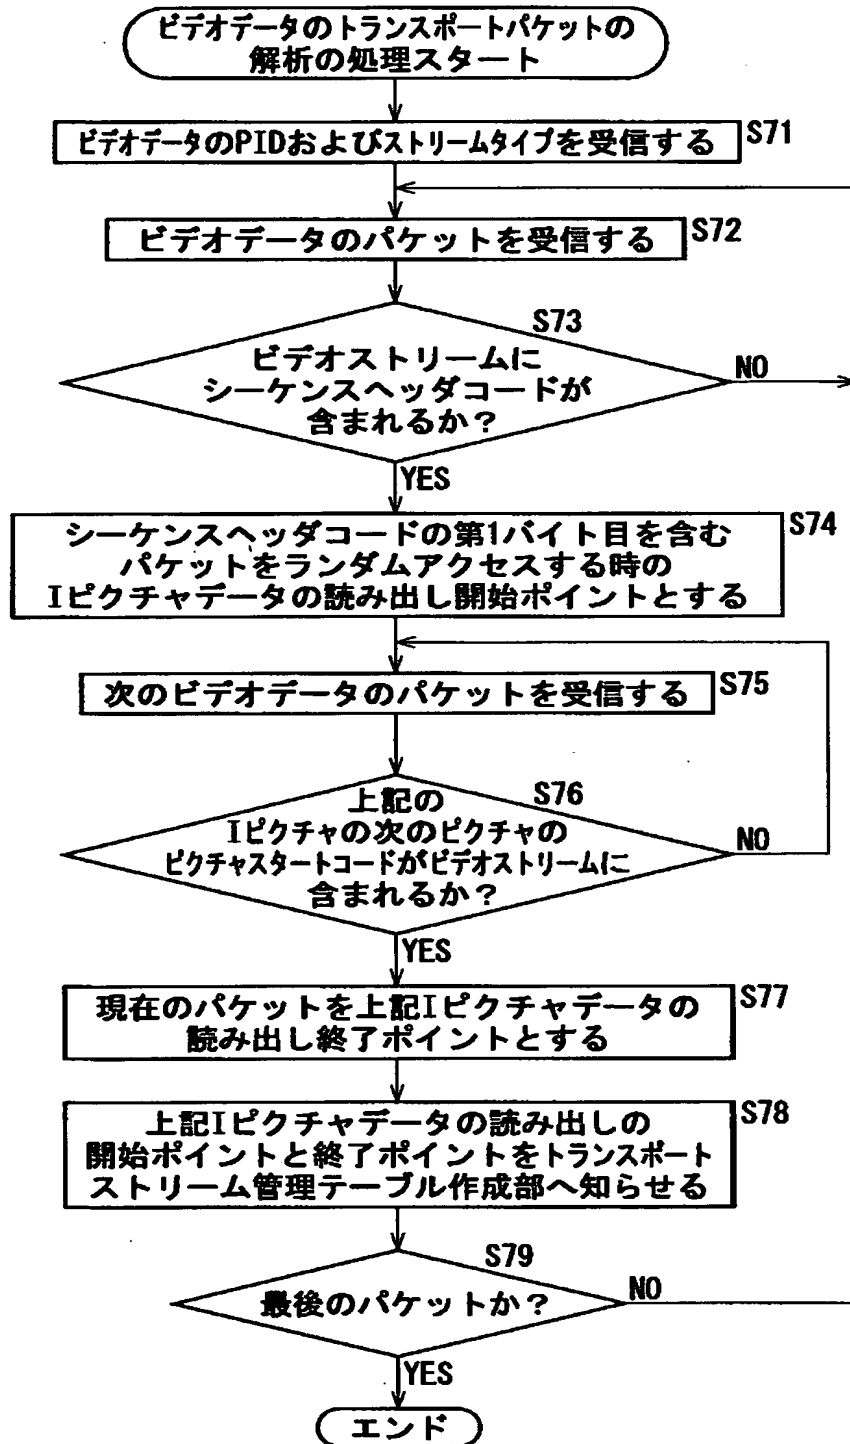 ビデオデータのトランスポートパケットの
解析の処理スタート
ビデオデータのPIDおよびストリームタイプを受信する
S71
ビデオデータのパケットを受信する
S72
S73
ビデオストリームに
シーケンスヘッダコードが
含まれるか？
NO
YES
S74
シーケンスヘッダコードの第1バイト目を含む
パケットをランダムアクセスする時の
Iピクチャデータの読み出し開始ポイントとする
次のビデオデータのパケットを受信する
S75
S76
上記の
Iピクチャの次のピクチャの
ピクチャスタートコードがビデオストリームに
含まれるか？
NO
YES
現在のパケットを上記Iピクチャデータの
読み出し終了ポイントとする
S77
上記Iピクチャデータの読み出しの
開始ポイントと終了ポイントをトランスポート
ストリーム管理テーブル作成部へ知らせる
S78
S79
最後のパケットか？
NO
YES
エンド